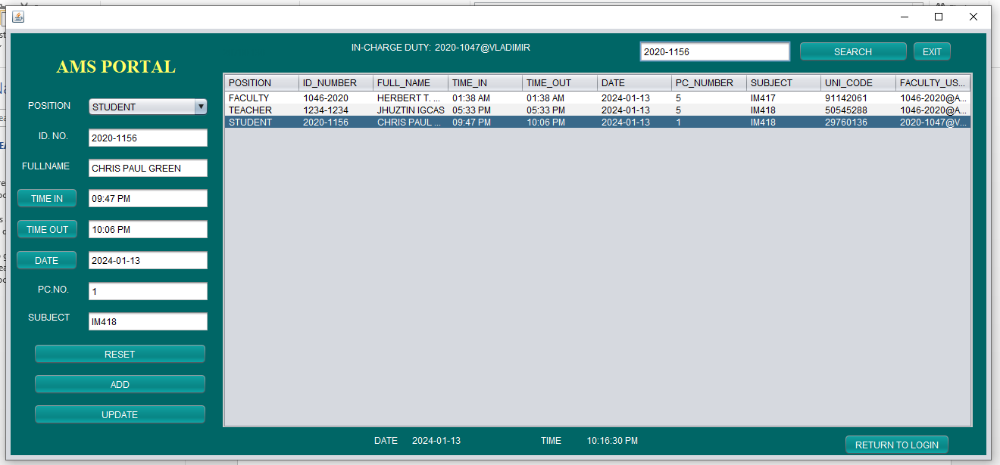 IN-CHARGE DUTY: 2020-1047@VLADIMIR
2020-1156
SEARCH
EXIT
AMS PORTAL
POSITION STUDENT
ID. NO. 2020-1156
FULLNAME CHRIS PAUL GREEN
TIME IN 09:47 PM
TIME OUT 10:06 PM
DATE 2024-01-13
PC.NO. 1
SUBJECT IM418
RESET
ADD
UPDATE
POSITION ID_NUMBER FULL_NAME TIME_IN TIME_OUT DATE PC_NUMBER SUBJECT UNI_CODE FACULTY_US...
FACULTY 1046-2020 HERBERT T. ... 01:38 AM 01:38 AM 2024-01-13 5 IM417 91142061 1046-2020@A...
TEACHER 1234-1234 JHUZTIN IGCAS 05:33 PM 05:33 PM 2024-01-13 5 IM418 50545288 1046-2020@A...
STUDENT 2020-1156 CHRIS PAUL ... 09:47 PM 10:06 PM 2024-01-13 1 IM418 29760136 2020-1047@V...
DATE 2024-01-13 TIME 10:16:30 PM
RETURN TO LOGIN